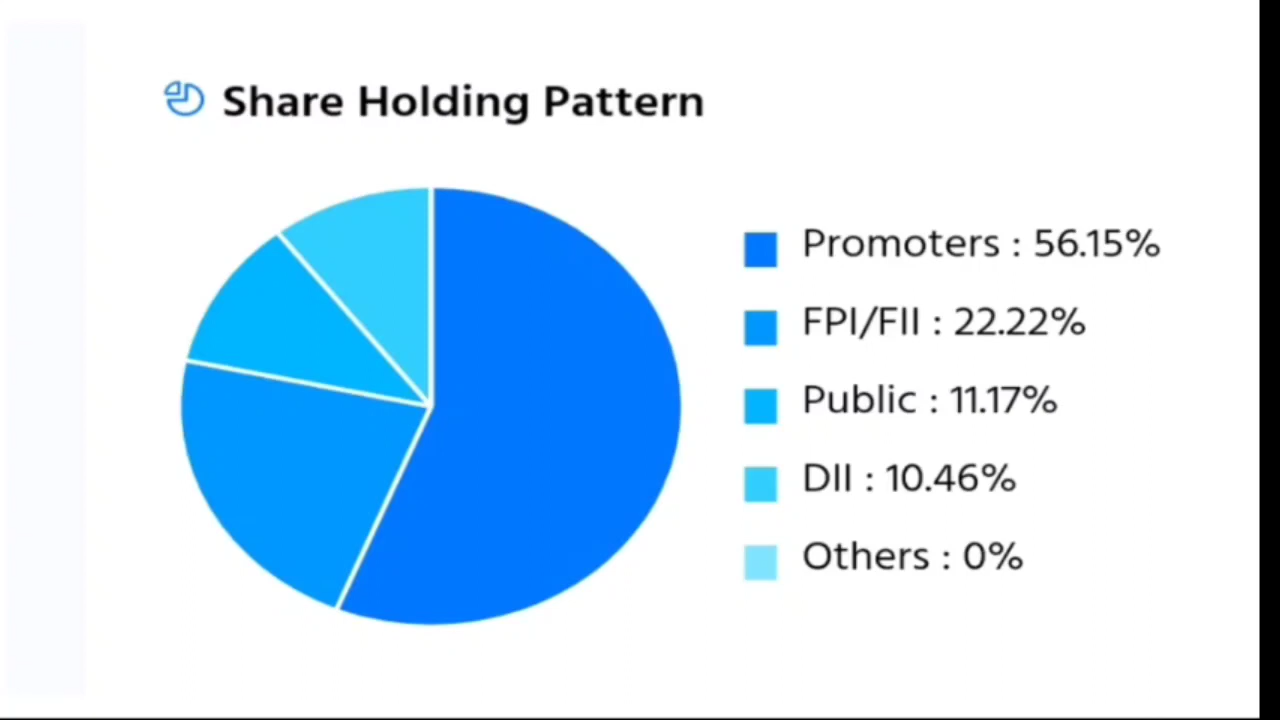 Share Holding Pattern
Promoters : 56.15%
FPI/FII : 22.22%
Public : 11.17%
DII : 10.46%
Others : 0%